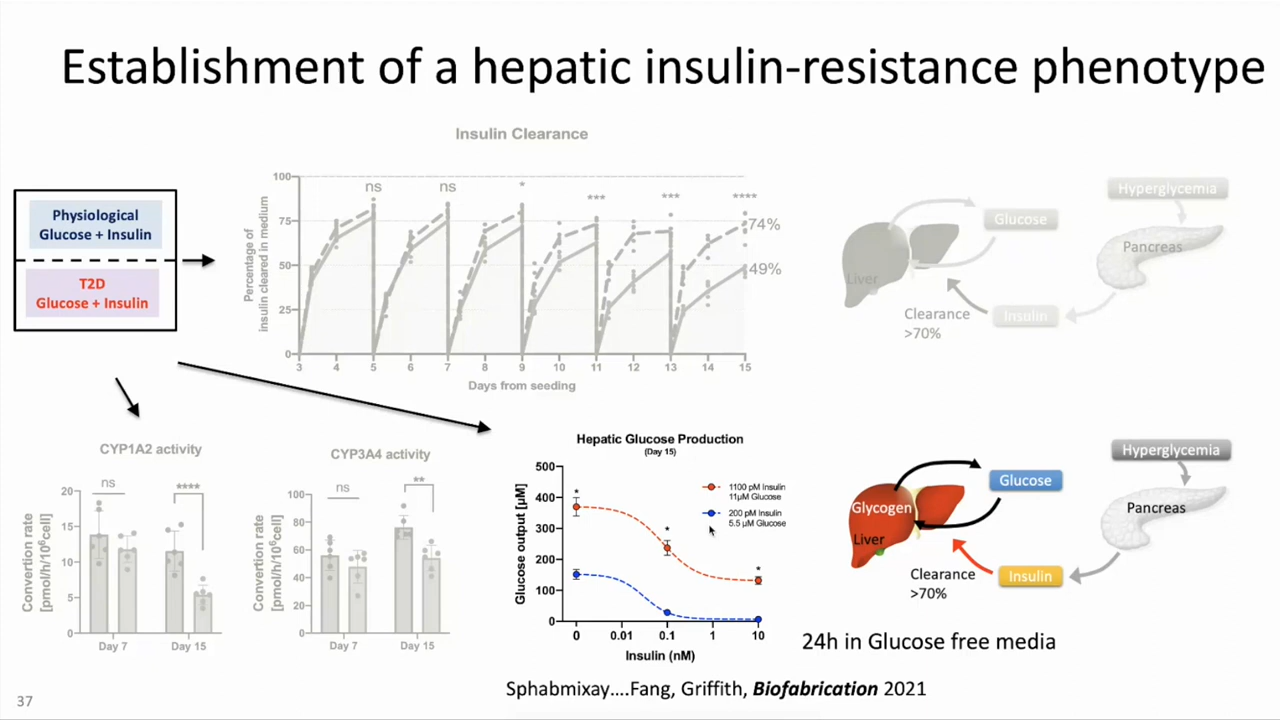 Establishment of a hepatic insulin-resistance phenotype
Insulin Clearance
Physiological
Glucose + Insulin
T2D
Glucose + Insulin
Percentage of
insulin cleared in medium
100
75
50
25
0
ns
ns
*
***
***
****
74%
49%
3
4
5
6
7
8
9
10
11
12
13
14
15
Days from seeding
Hyperglycemia
Glucose
Pancreas
Liver
Clearance
>70%
Insulin
CYP1A2 activity
Convertion rate
[pmol/h/10⁶cell]
20
15
10
5
0
ns
****
Day 7
Day 15
CYP3A4 activity
Convertion rate
[pmol/h/10⁶cell]
100
80
60
40
20
0
ns
**
Day 7
Day 15
Hepatic Glucose Production
(Day 15)
Glucose output [µM]
500
400
300
200
100
0
*
*
*
1100 pM Insulin
11µM Glucose
200 pM Insulin
5.5 µM Glucose
0
0.01
0.1
1
10
Insulin (nM)
Hyperglycemia
Glucose
Glycogen
Pancreas
Liver
Clearance
>70%
Insulin
24h in Glucose free media
Sphabmixay....Fang, Griffith, Biofabrication 2021
37